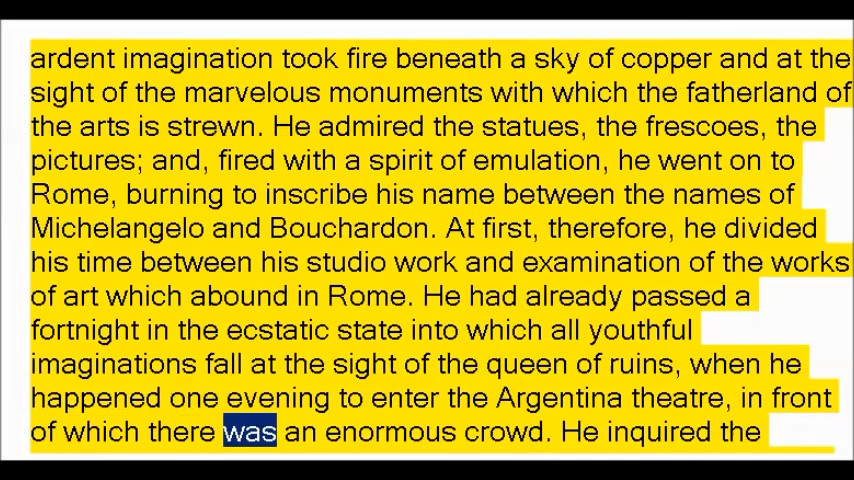 ardent imagination took fire beneath a sky of copper and at the
sight of the marvelous monuments with which the fatherland of
the arts is strewn. He admired the statues, the frescoes, the
pictures; and, fired with a spirit of emulation, he went on to
Rome, burning to inscribe his name between the names of
Michelangelo and Bouchardon. At first, therefore, he divided
his time between his studio work and examination of the works
of art which abound in Rome. He had already passed a
fortnight in the ecstatic state into which all youthful
imaginations fall at the sight of the queen of ruins, when he
happened one evening to enter the Argentina theatre, in front
of which there was an enormous crowd. He inquired the